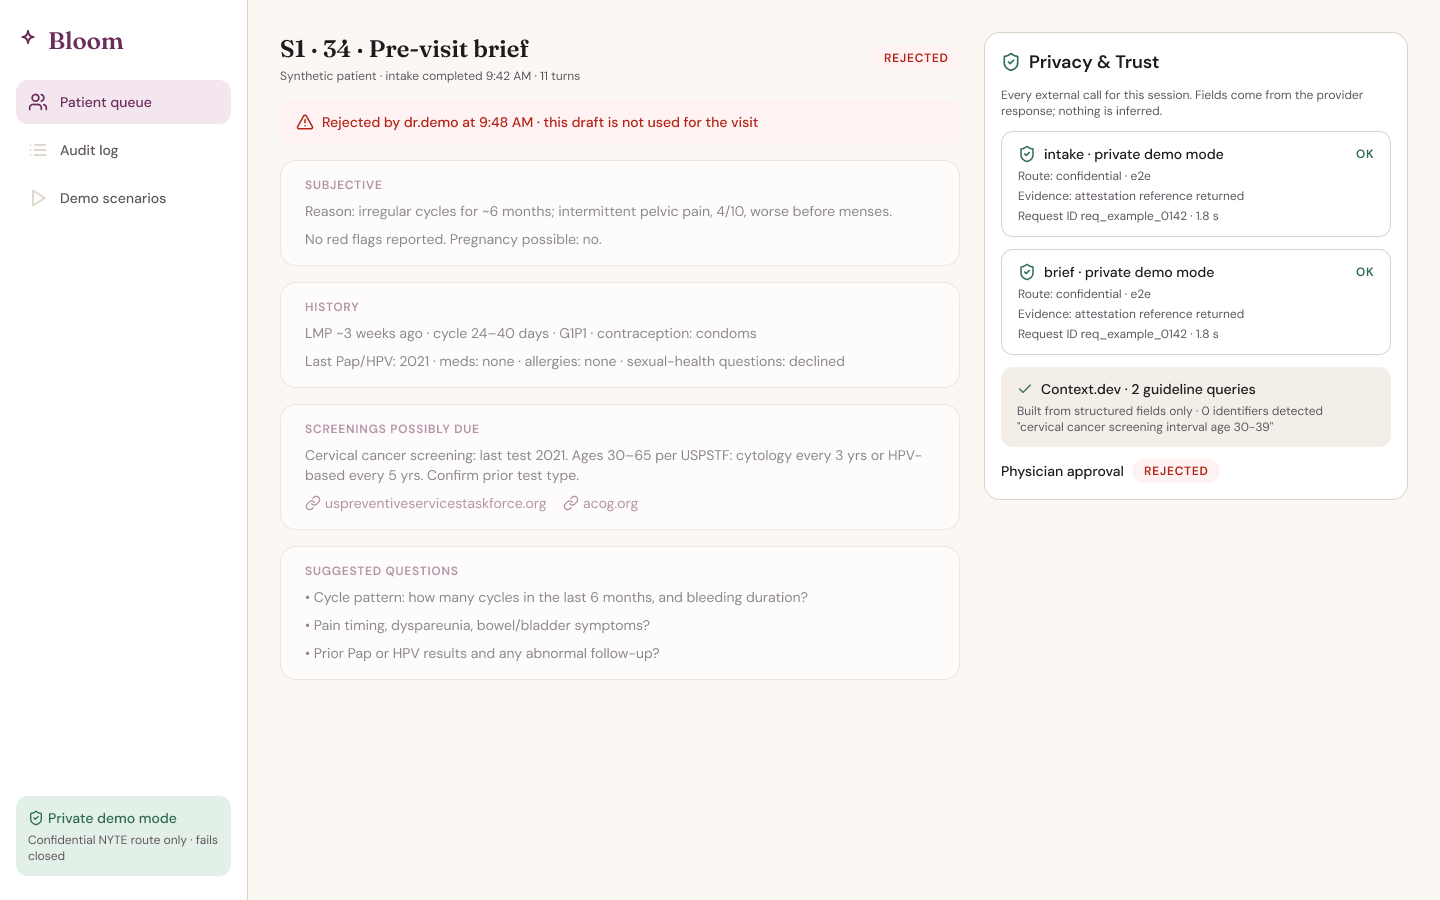 Bloom
Patient queue
Audit log
Demo scenarios
Private demo mode
Confidential NYTE route only · fails
closed
S1 · 34 · Pre-visit brief
Synthetic patient · intake completed 9:42 AM · 11 turns
REJECTED
Rejected by dr.demo at 9:48 AM · this draft is not used for the visit
SUBJECTIVE
Reason: irregular cycles for ~6 months; intermittent pelvic pain, 4/10, worse before menses.
No red flags reported. Pregnancy possible: no.
HISTORY
LMP ~3 weeks ago · cycle 24–40 days · G1P1 · contraception: condoms
Last Pap/HPV: 2021 · meds: none · allergies: none · sexual-health questions: declined
SCREENINGS POSSIBLY DUE
Cervical cancer screening: last test 2021. Ages 30–65 per USPSTF: cytology every 3 yrs or HPV-
based every 5 yrs. Confirm prior test type.
uspreventiveservicestaskforce.org acog.org
SUGGESTED QUESTIONS
• Cycle pattern: how many cycles in the last 6 months, and bleeding duration?
• Pain timing, dyspareunia, bowel/bladder symptoms?
• Prior Pap or HPV results and any abnormal follow-up?
Privacy & Trust
Every external call for this session. Fields come from the provider
response; nothing is inferred.
intake · private demo mode OK
Route: confidential · e2e
Evidence: attestation reference returned
Request ID req_example_0142 · 1.8 s
brief · private demo mode OK
Route: confidential · e2e
Evidence: attestation reference returned
Request ID req_example_0142 · 1.8 s
Context.dev · 2 guideline queries
Built from structured fields only · 0 identifiers detected
"cervical cancer screening interval age 30-39"
Physician approval REJECTED